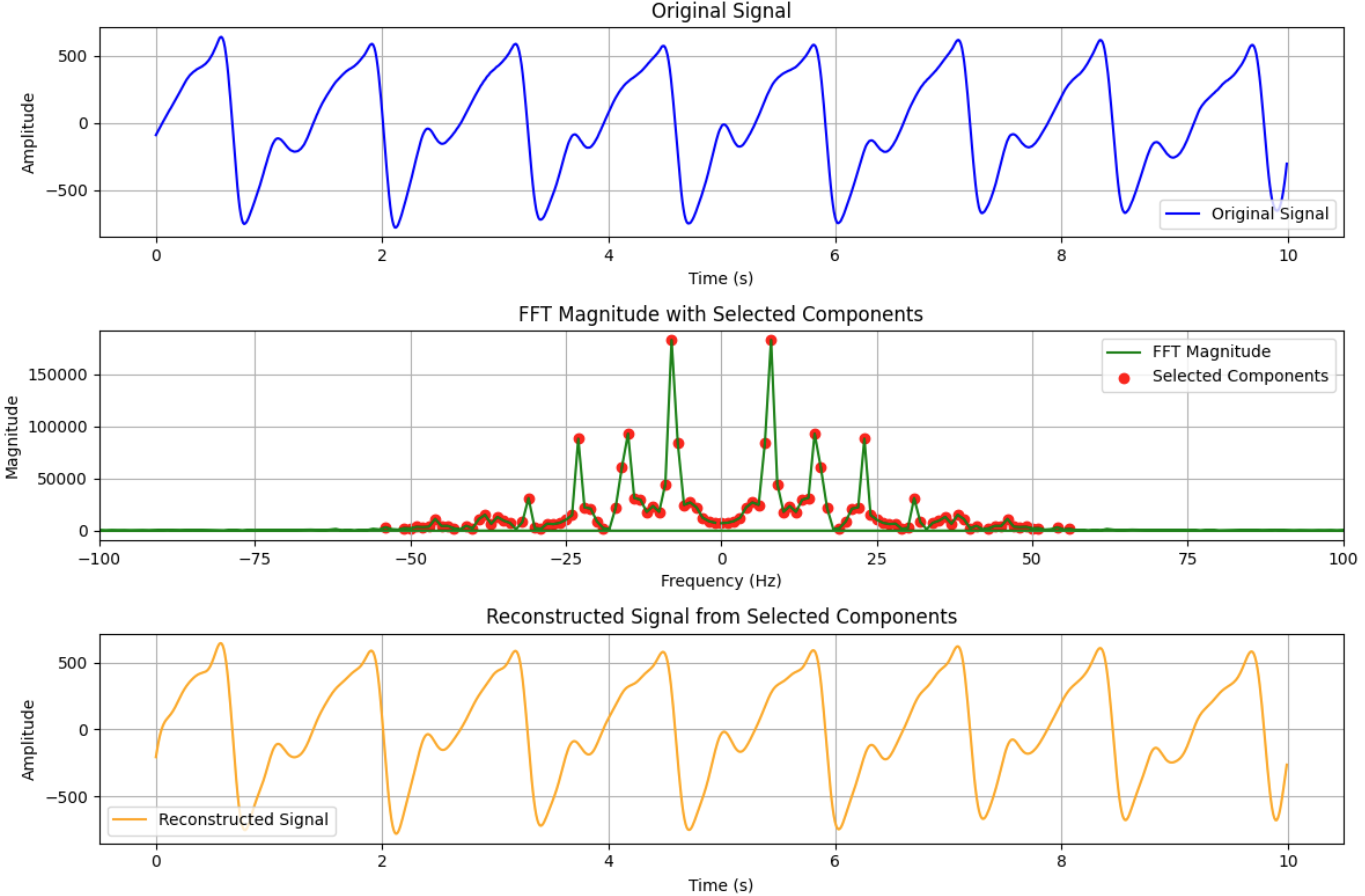 Original Signal
500
0
−500
Amplitude
Original Signal
0
2
4
6
8
10
Time (s)
FFT Magnitude with Selected Components
150000
100000
50000
0
Magnitude
FFT Magnitude
Selected Components
−100
−75
−50
−25
0
25
50
75
100
Frequency (Hz)
Reconstructed Signal from Selected Components
500
0
−500
Amplitude
Reconstructed Signal
0
2
4
6
8
10
Time (s)